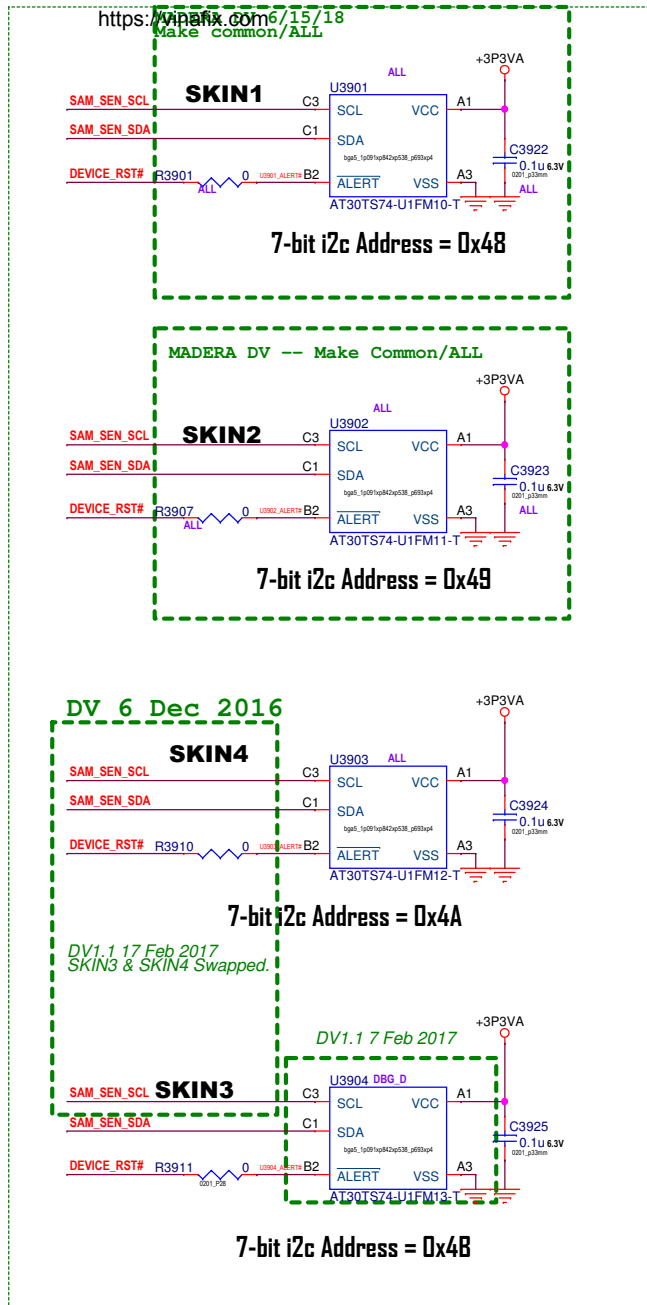 https://vinafix.com
MADERA DV 6/15/18
Make common/ALL
+3P3VA
ALL
U3901
SAM_SEN_SCL
SKIN1
C3
SCL
VCC
A1
SAM_SEN_SDA
C1
SDA
C3922
0.1u 6.3V
0201_p33mm
ALL
bga5_1p091xp842xp538_p693xp4
DEVICE_RST#
R3901
0
ALL
U3901_ALERT#
B2
ALERT
VSS
A3
AT30TS74-U1FM10-T
7-bit i2c Address = 0x48
MADERA DV -- Make Common/ALL
+3P3VA
ALL
U3902
SAM_SEN_SCL
SKIN2
C3
SCL
VCC
A1
SAM_SEN_SDA
C1
SDA
C3923
0.1u 6.3V
0201_p33mm
ALL
bga5_1p091xp842xp538_p693xp4
DEVICE_RST#
R3907
0
ALL
U3902_ALERT#
B2
ALERT
VSS
A3
AT30TS74-U1FM11-T
7-bit i2c Address = 0x49
DV 6 Dec 2016
+3P3VA
SKIN4
U3903
ALL
SAM_SEN_SCL
C3
SCL
VCC
A1
SAM_SEN_SDA
C1
SDA
C3924
0.1u 6.3V
0201_p33mm
bga5_1p091xp842xp538_p693xp4
DEVICE_RST#
R3910
0
U3903_ALERT#
B2
ALERT
VSS
A3
AT30TS74-U1FM12-T
7-bit i2c Address = 0x4A
DV1.1 17 Feb 2017
SKIN3 & SKIN4 Swapped.
DV1.1 7 Feb 2017
+3P3VA
U3904
DBG_D
SAM_SEN_SCL
SKIN3
C3
SCL
VCC
A1
SAM_SEN_SDA
C1
SDA
C3925
0.1u 6.3V
0201_p33mm
bga5_1p091xp842xp538_p693xp4
DEVICE_RST#
R3911
0
0201_P28
U3904_ALERT#
B2
ALERT
VSS
A3
AT30TS74-U1FM13-T
7-bit i2c Address = 0x4B